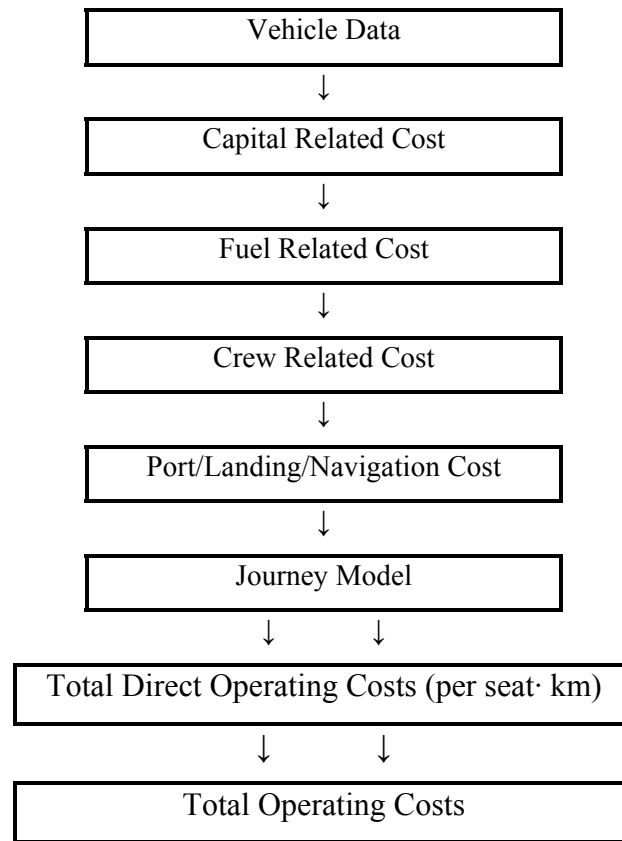 Vehicle Data
↓
Capital Related Cost
↓
Fuel Related Cost
↓
Crew Related Cost
↓
Port/Landing/Navigation Cost
↓
Journey Model
↓ ↓
Total Direct Operating Costs (per seat· km)
↓ ↓
Total Operating Costs